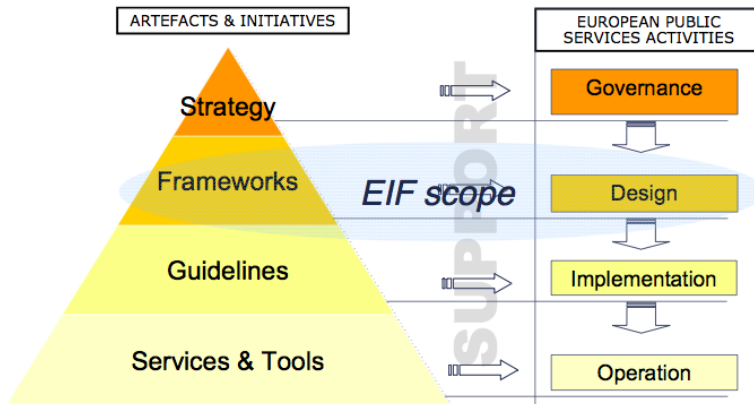 ARTEFACTS & INITIATIVES
EUROPEAN PUBLIC
SERVICES ACTIVITIES
Strategy
Governance
Frameworks
EIF scope
Design
SUPPORT
Guidelines
Implementation
Services & Tools
Operation